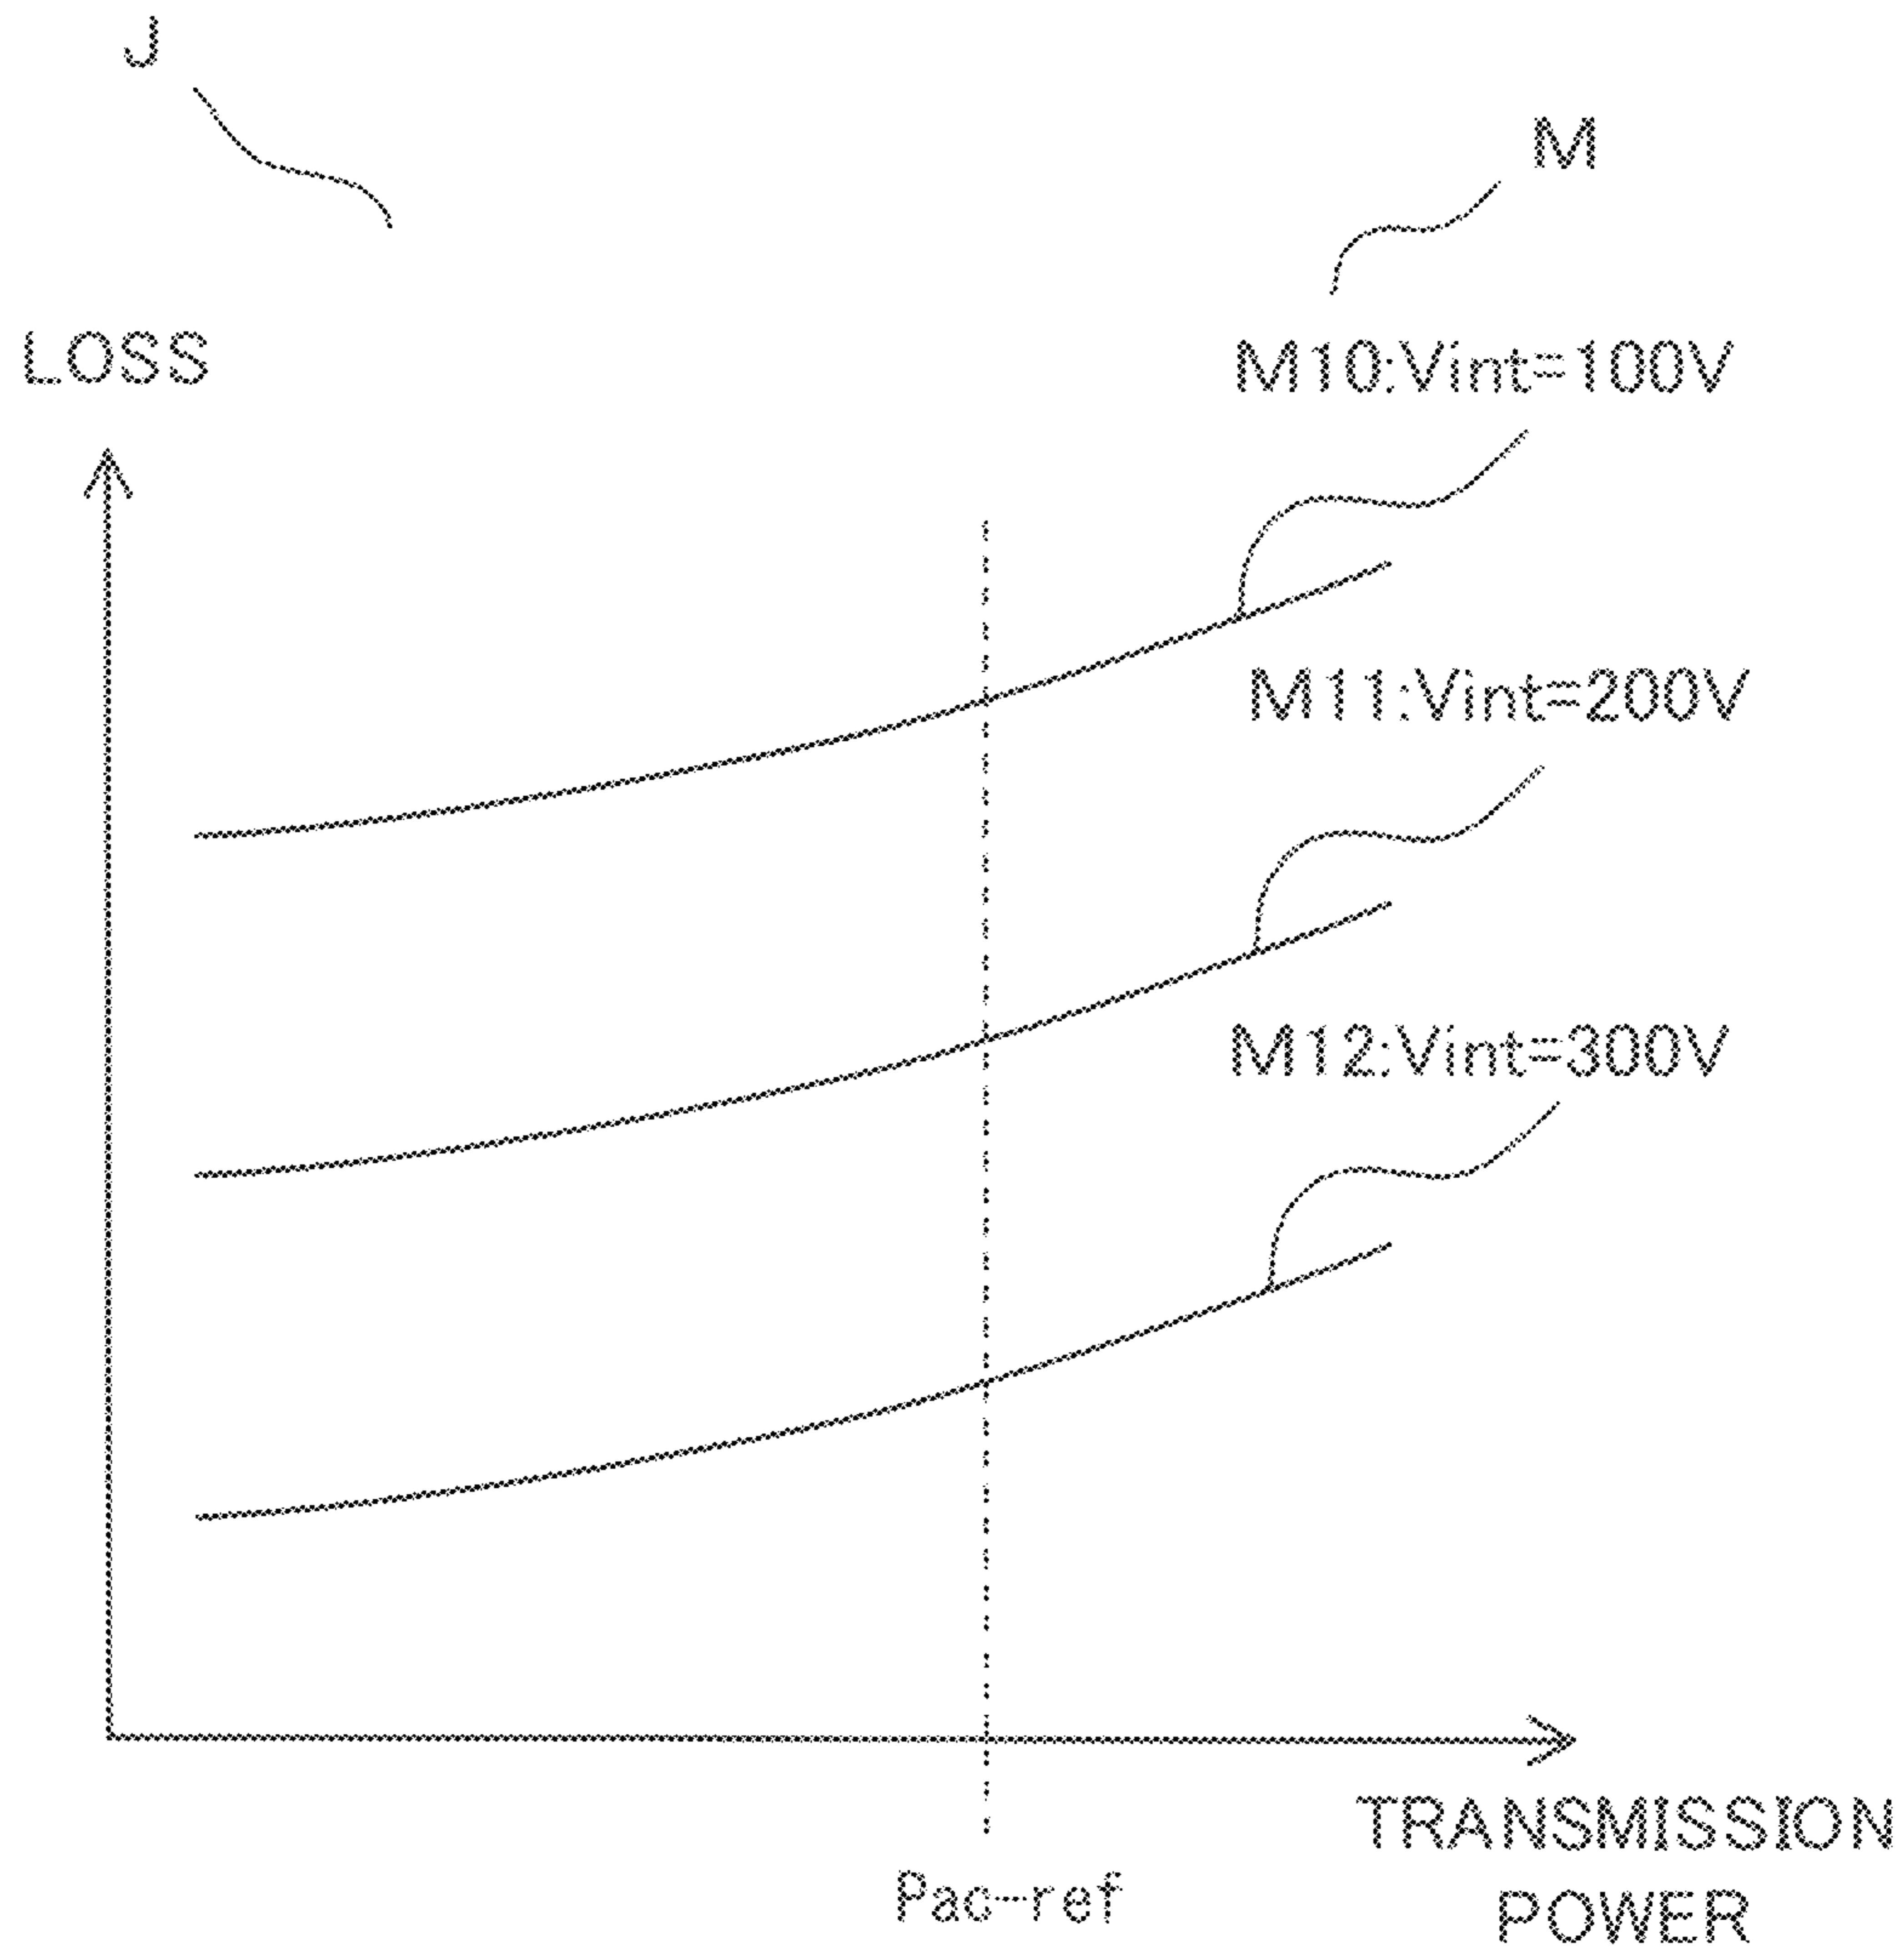 J
M
LOSS
M10:Vint=100V
M11:Vint=200V
M12:Vint=300V
TRANSMISSION
POWER
Pac-ref